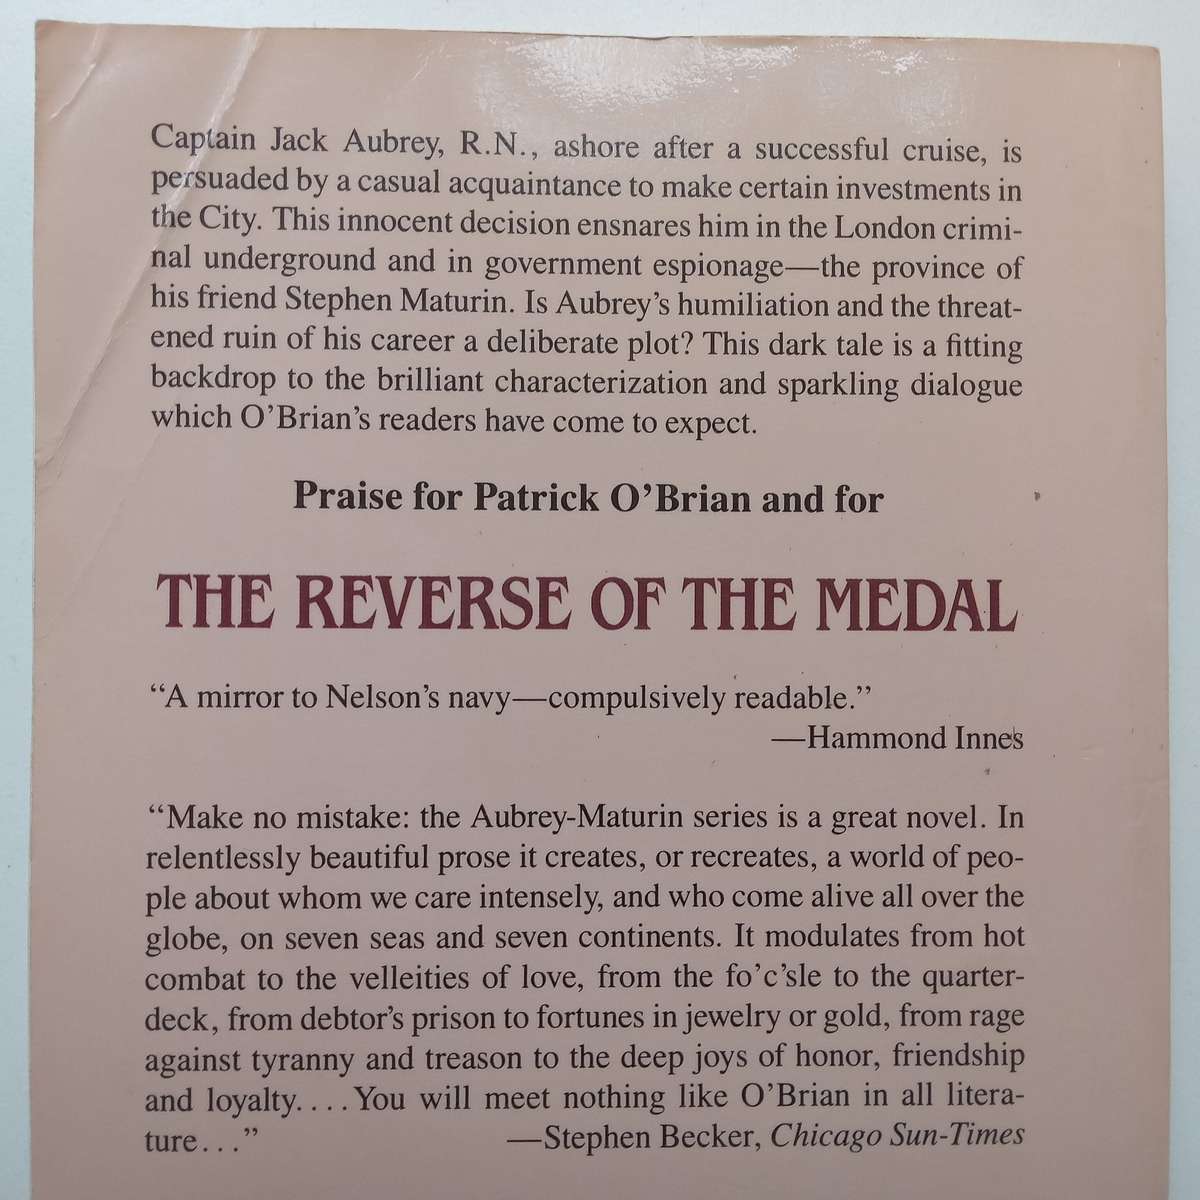 Captain Jack Aubrey, R.N., ashore after a successful cruise, is
persuaded by a casual acquaintance to make certain investments in
the City. This innocent decision ensnares him in the London crimi-
nal underground and in government espionage—the province of
his friend Stephen Maturin. Is Aubrey’s humiliation and the threat-
ened ruin of his career a deliberate plot? This dark tale is a fitting
backdrop to the brilliant characterization and sparkling dialogue
which O’Brian’s readers have come to expect.
Praise for Patrick O’Brian and for
THE REVERSE OF THE MEDAL
“A mirror to Nelson’s navy—compulsively readable.”
—Hammond Innes
“Make no mistake: the Aubrey-Maturin series is a great novel. In
relentlessly beautiful prose it creates, or recreates, a world of peo-
ple about whom we care intensely, and who come alive all over the
globe, on seven seas and seven continents. It modulates from hot
combat to the velleities of love, from the fo’c’sle to the quarter-
deck, from debtor’s prison to fortunes in jewelry or gold, from rage
against tyranny and treason to the deep joys of honor, friendship
and loyalty.... You will meet nothing like O’Brian in all litera-
ture...” —Stephen Becker, Chicago Sun-Times